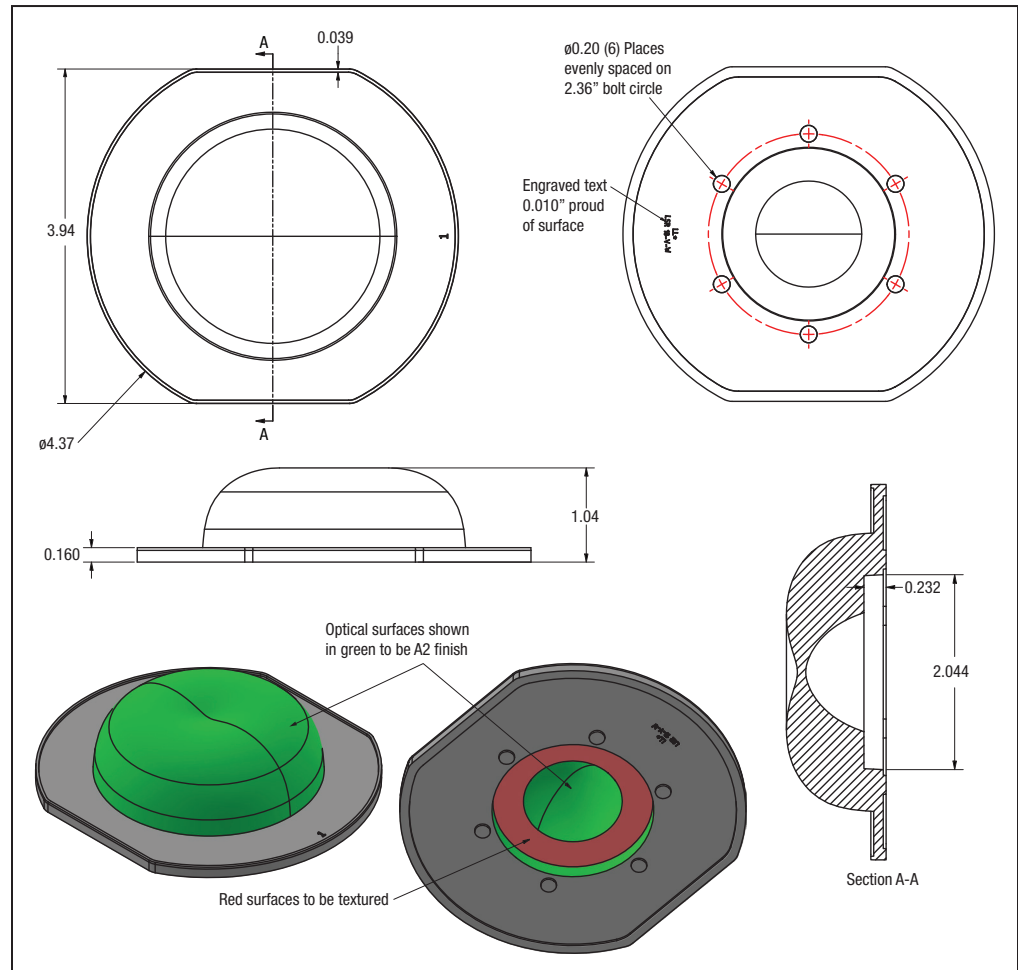 A
0.039
3.94
1
A
ø4.37
ø0.20 (6) Places
evenly spaced on
2.36” bolt circle
Engraved text
0.010” proud
of surface
1.04
0.160
0.232
2.044
Section A-A
Optical surfaces shown
in green to be A2 finish
1
Red surfaces to be textured